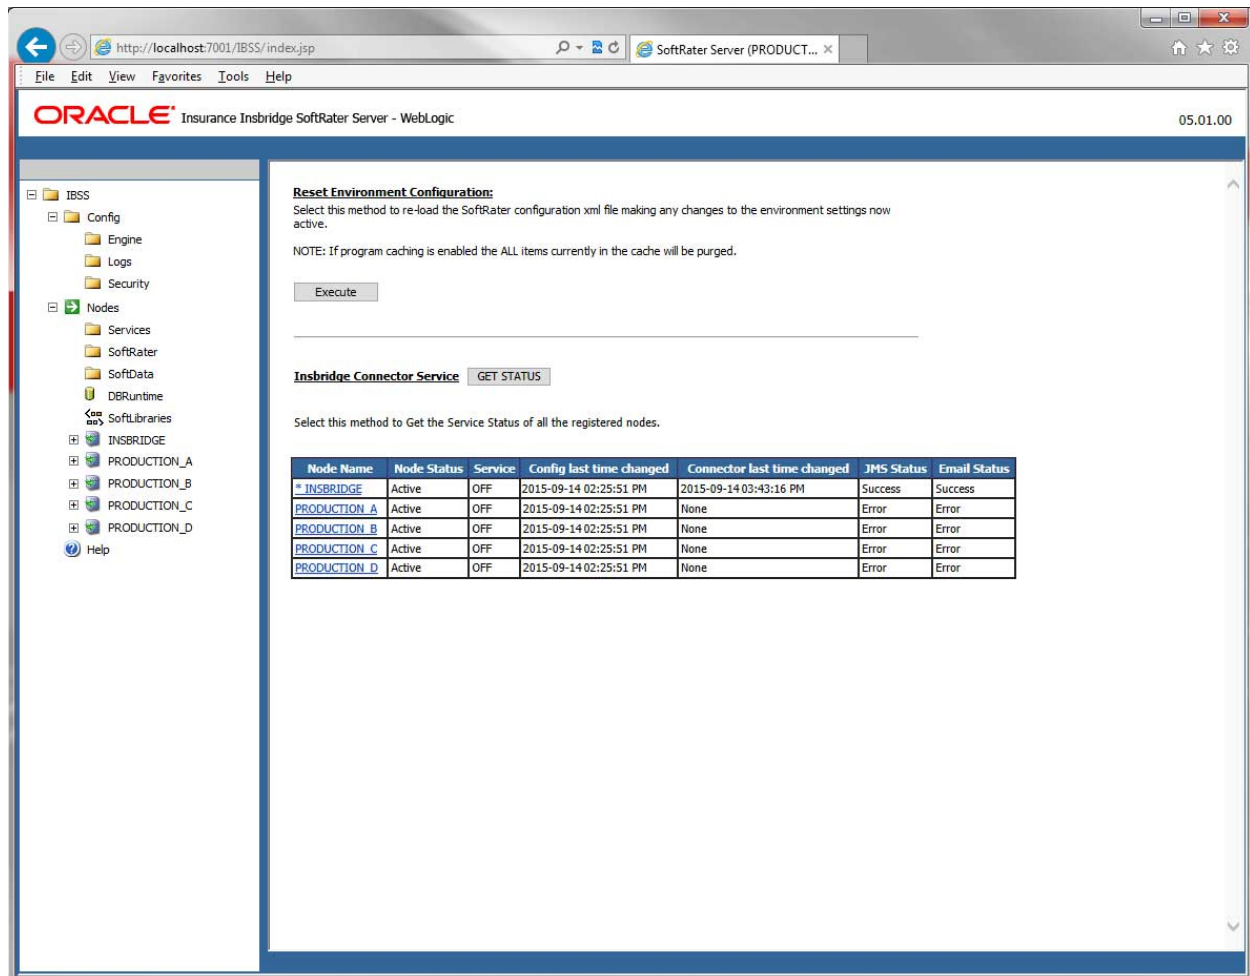 http://localhost:7001/IBSS/index.jsp
SoftRater Server (PRODUCT...
File Edit View Favorites Tools Help
ORACLE Insurance Insbridge SoftRater Server - WebLogic
05.01.00
IBSS
Config
Engine
Logs
Security
Nodes
Services
SoftRater
SoftData
DBRuntime
SoftLibraries
INSBRIDGE
PRODUCTION_A
PRODUCTION_B
PRODUCTION_C
PRODUCTION_D
Help
Reset Environment Configuration:
Select this method to re-load the SoftRater configuration xml file making any changes to the environment settings now
active.
NOTE: If program caching is enabled the ALL items currently in the cache will be purged.
Execute
Insbridge Connector Service GET STATUS
Select this method to Get the Service Status of all the registered nodes.
Node Name Node Status Service Config last time changed Connector last time changed JMS Status Email Status
* INSBRIDGE Active OFF 2015-09-14 02:25:51 PM 2015-09-14 03:43:16 PM Success Success
PRODUCTION_A Active OFF 2015-09-14 02:25:51 PM None Error Error
PRODUCTION_B Active OFF 2015-09-14 02:25:51 PM None Error Error
PRODUCTION_C Active OFF 2015-09-14 02:25:51 PM None Error Error
PRODUCTION_D Active OFF 2015-09-14 02:25:51 PM None Error Error